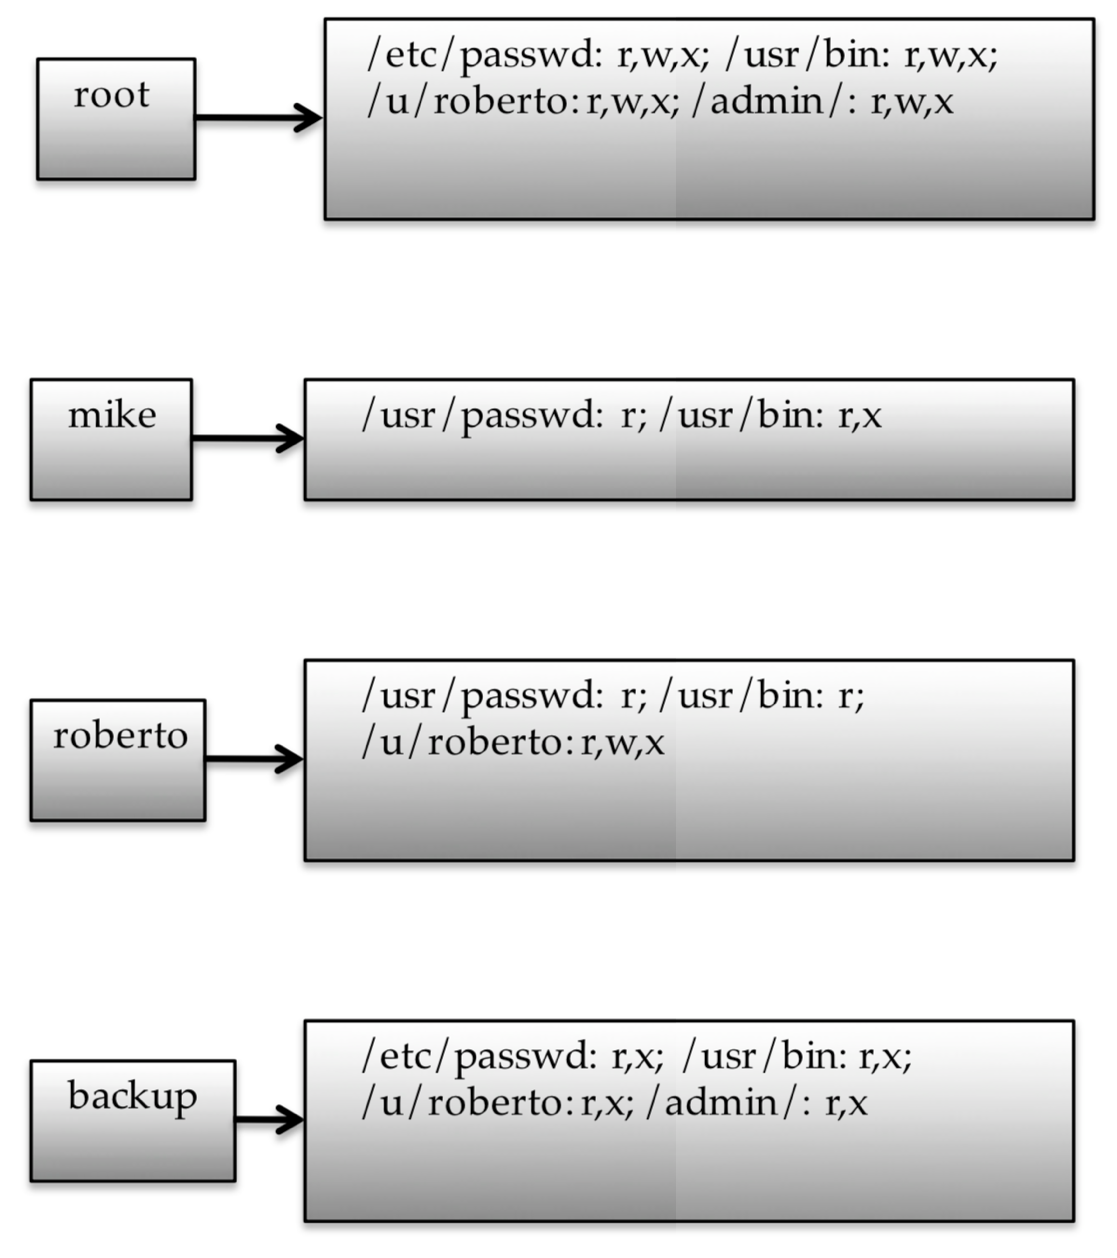 root
/etc/passwd: r,w,x; /usr/bin: r,w,x;
/u/roberto: r,w,x; /admin/: r,w,x
mike
/usr/passwd: r; /usr/bin: r,x
roberto
/usr/passwd: r; /usr/bin: r;
/u/roberto: r,w,x
backup
/etc/passwd: r,x; /usr/bin: r,x;
/u/roberto: r,x; /admin/: r,x